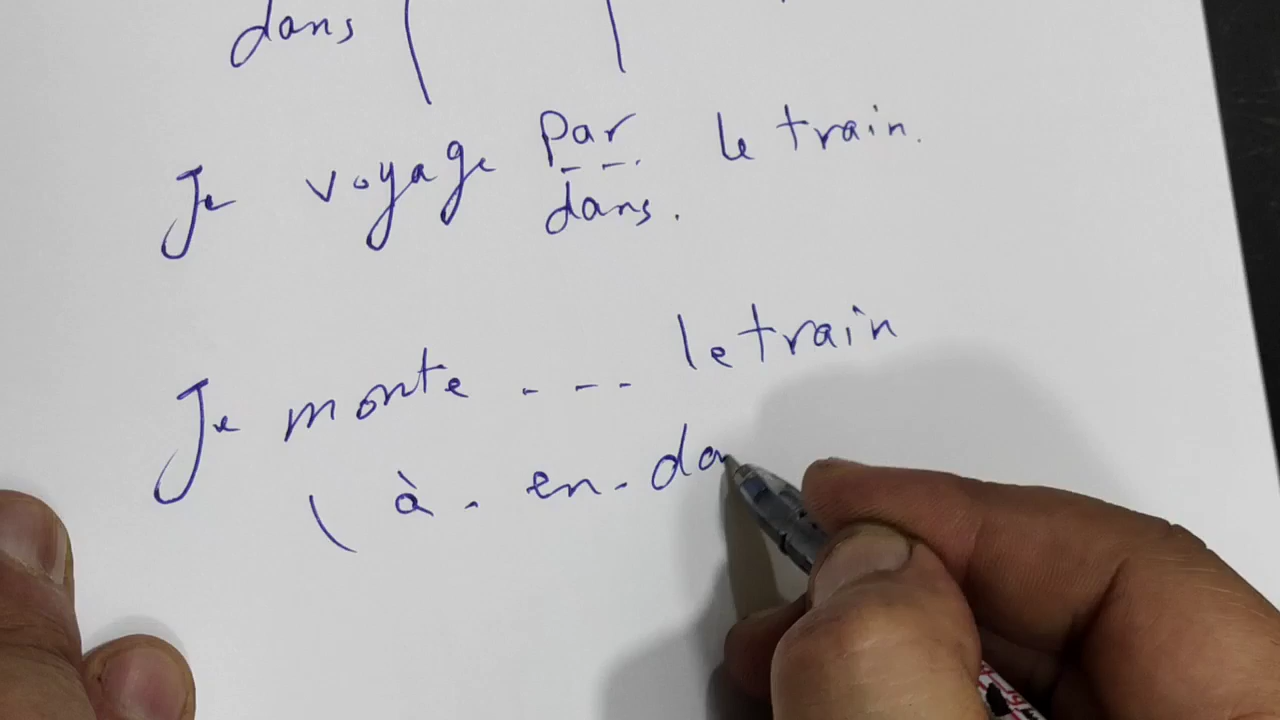 dans
Je voyage par le train.
dans.
Je monte --- le train
( à . en . da